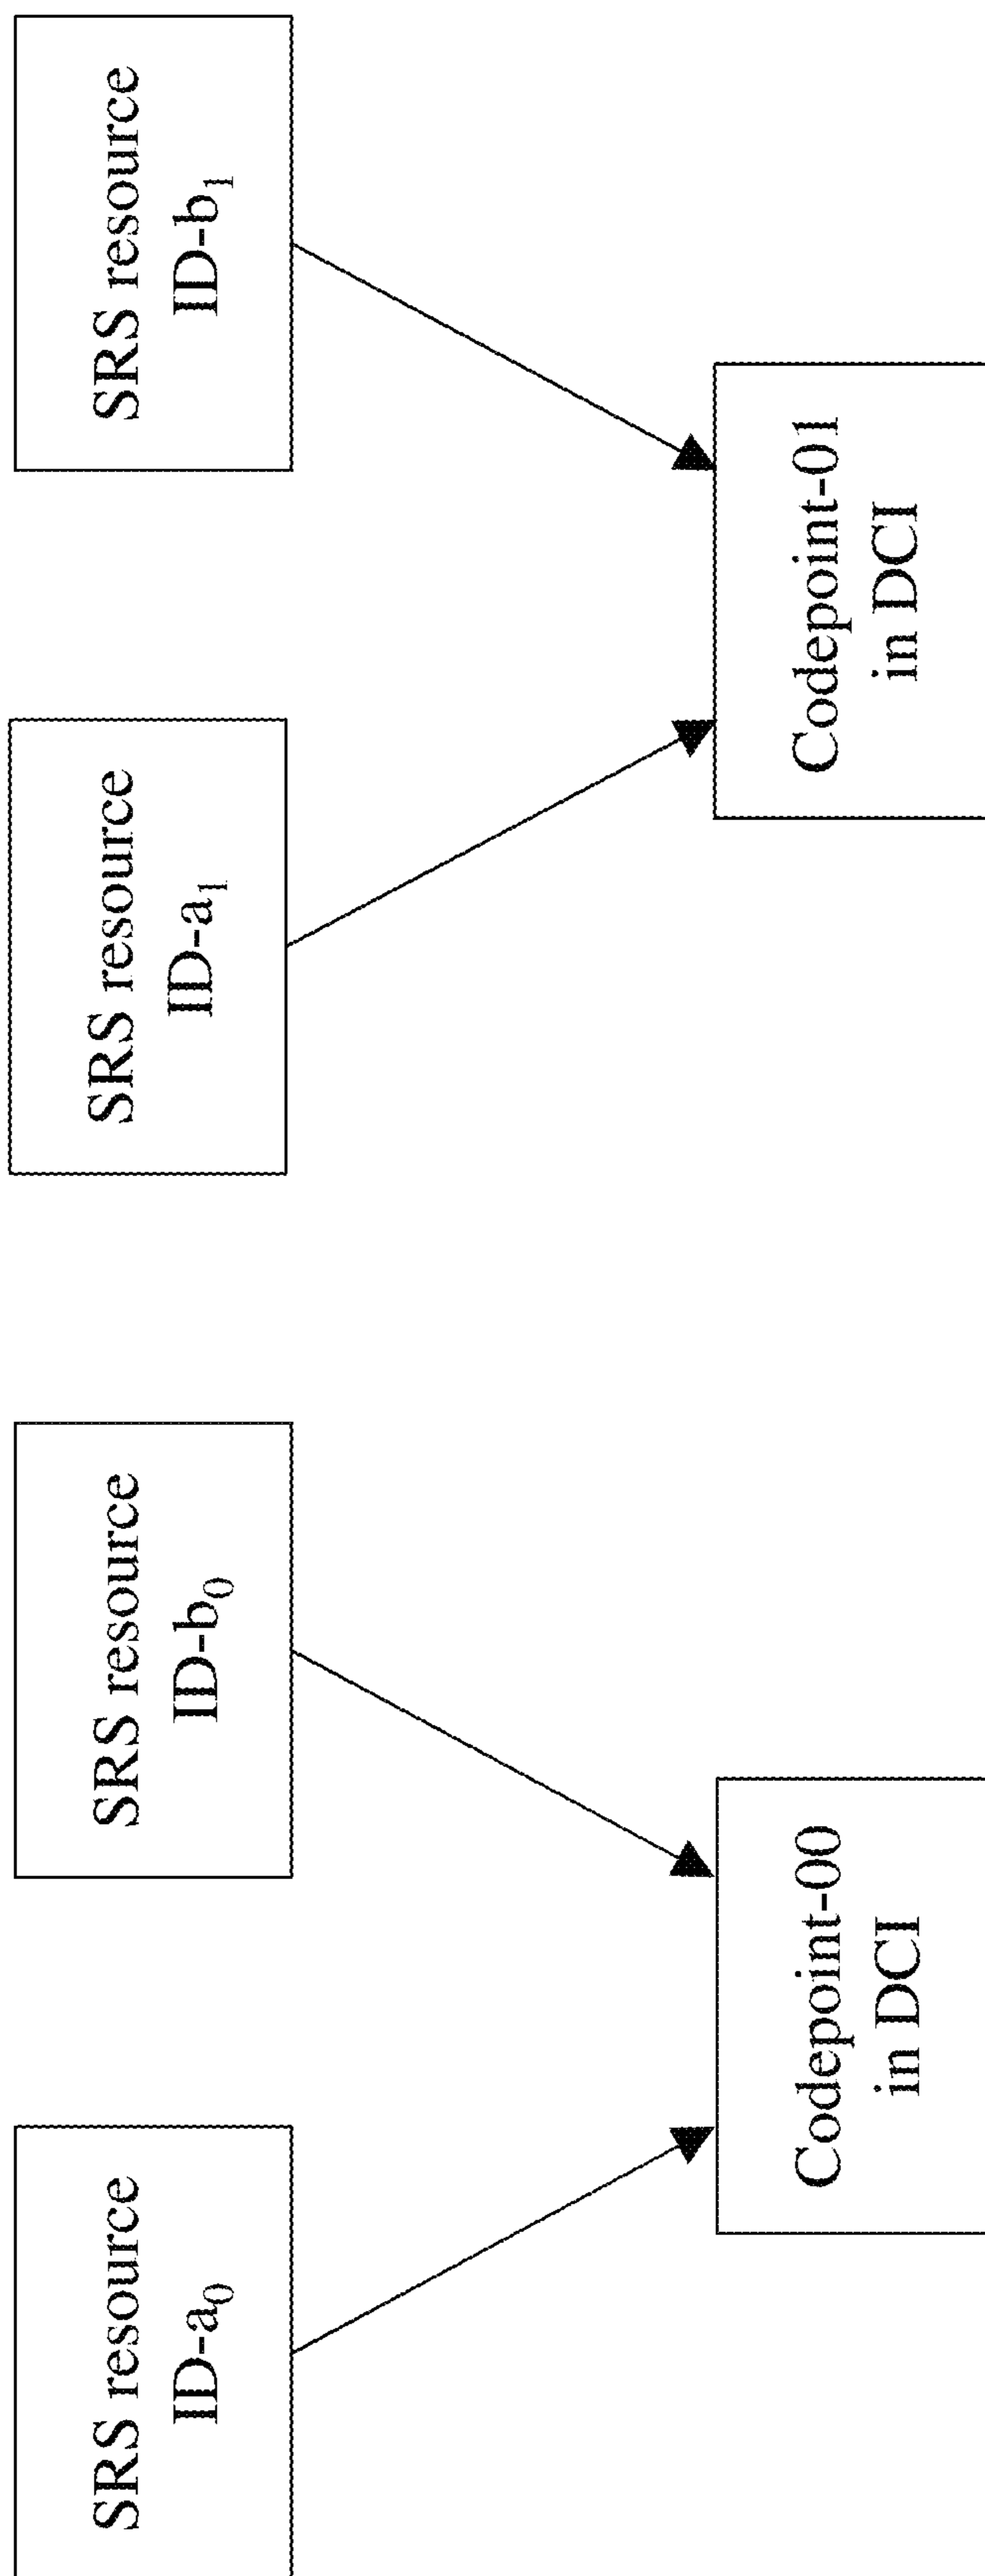 SRS resource
ID-a₀
SRS resource
ID-b₀
SRS resource
ID-a₁
SRS resource
ID-b₁
Codepoint-00
in DCI
Codepoint-01
in DCI